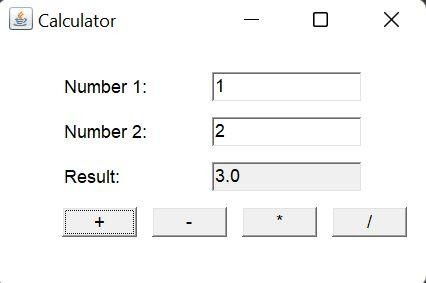 Calculator
Number 1: 1
Number 2: 2
Result: 3.0
+ - * /